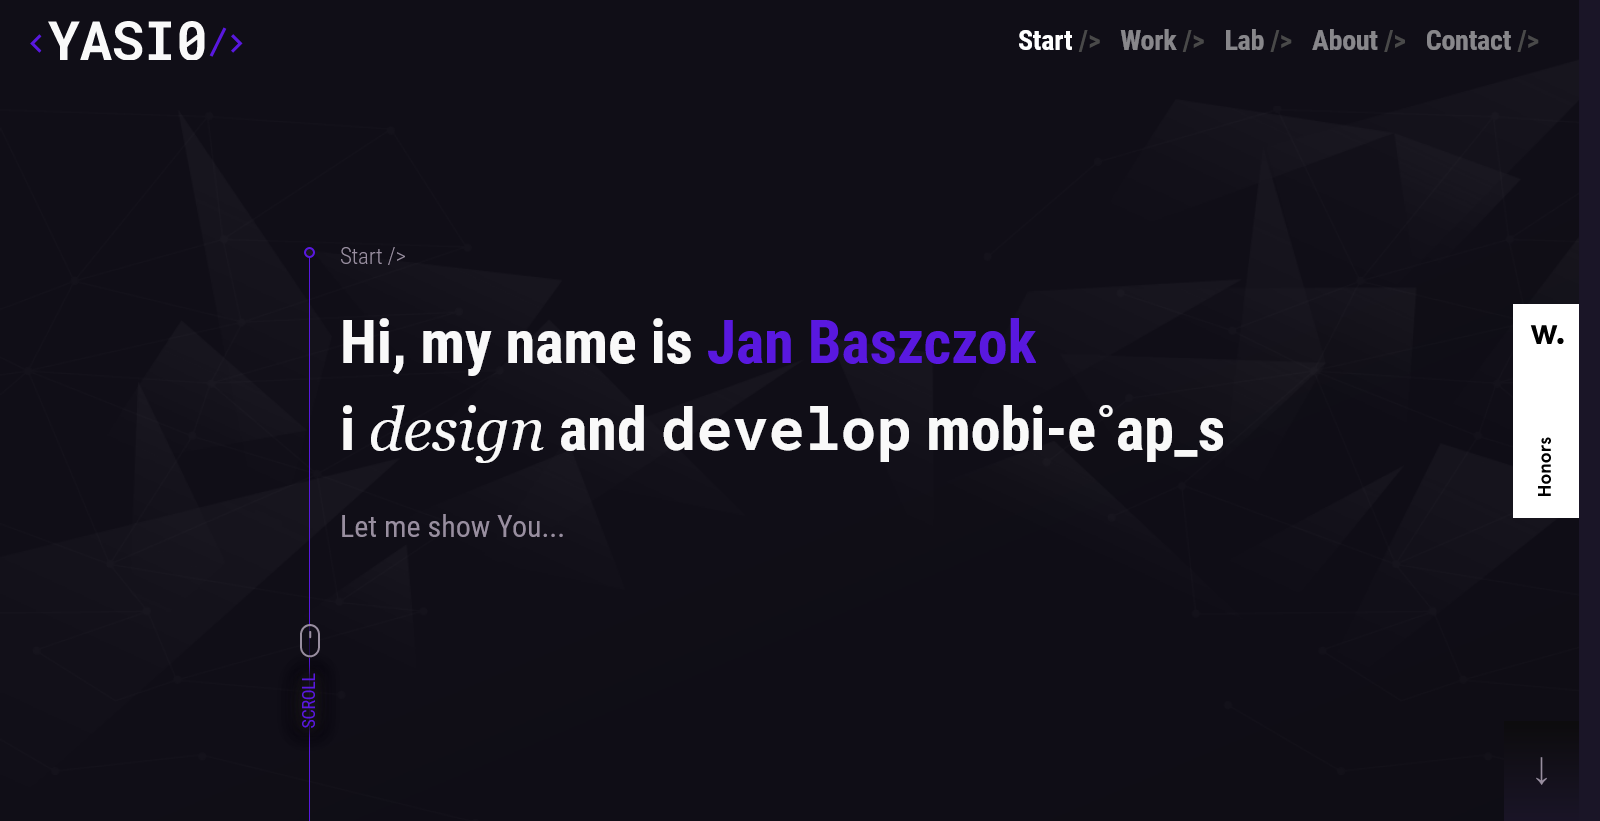 <YASI0/>
Start /> Work /> Lab /> About /> Contact />
Start />
Hi, my name is Jan Baszczok
i design and develop mobi-e°ap_s
Let me show You...
SCROLL
W.
Honors